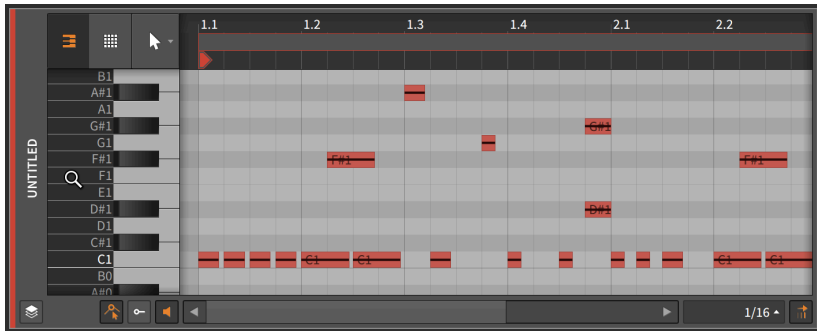 1.1 1.2 1.3 1.4 2.1 2.2
B1
A#1
A1
G#1 G#1
G1
F#1 F#1 F#1
F1
E1
D#1 D#1
D1
C#1
C1 C1 C1 C1 C1
B0
A#0
UNTITLED
1/16